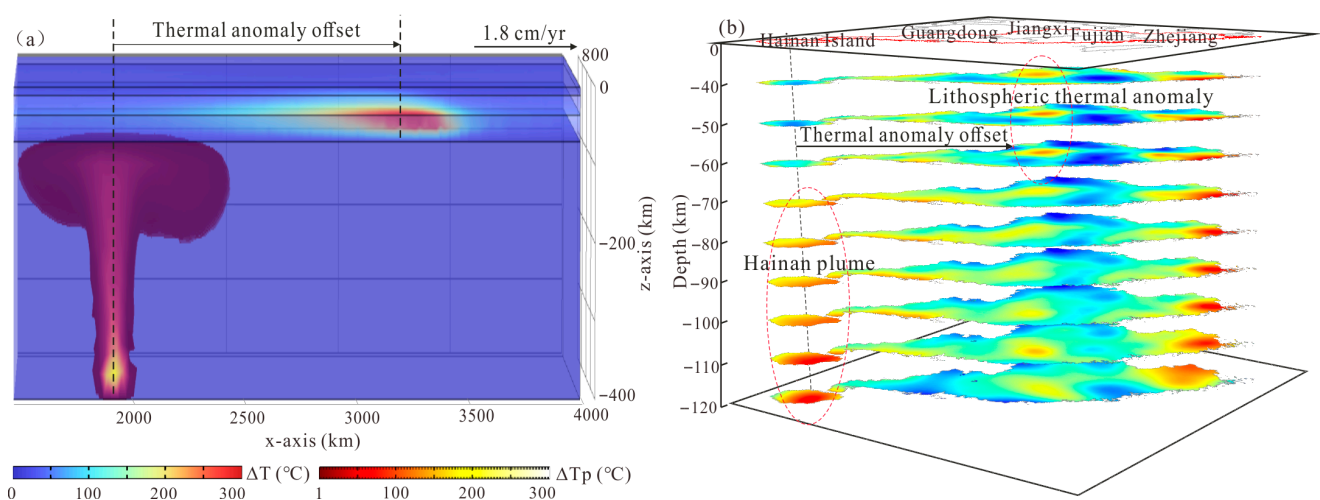 (a)
Thermal anomaly offset
1.8 cm/yr
800
0
−200
−400
z-axis (km)
2000
2500
3000
3500
4000
x-axis (km)
ΔT (℃)
0
100
200
300
ΔTp (℃)
1
100
200
300
(b)
Hainan Island
Guangdong
Jiangxi
Fujian
Zhejiang
0
−40
−50
−60
−70
−80
−90
−100
−110
−120
Depth (km)
Lithospheric thermal anomaly
Thermal anomaly offset
Hainan plume